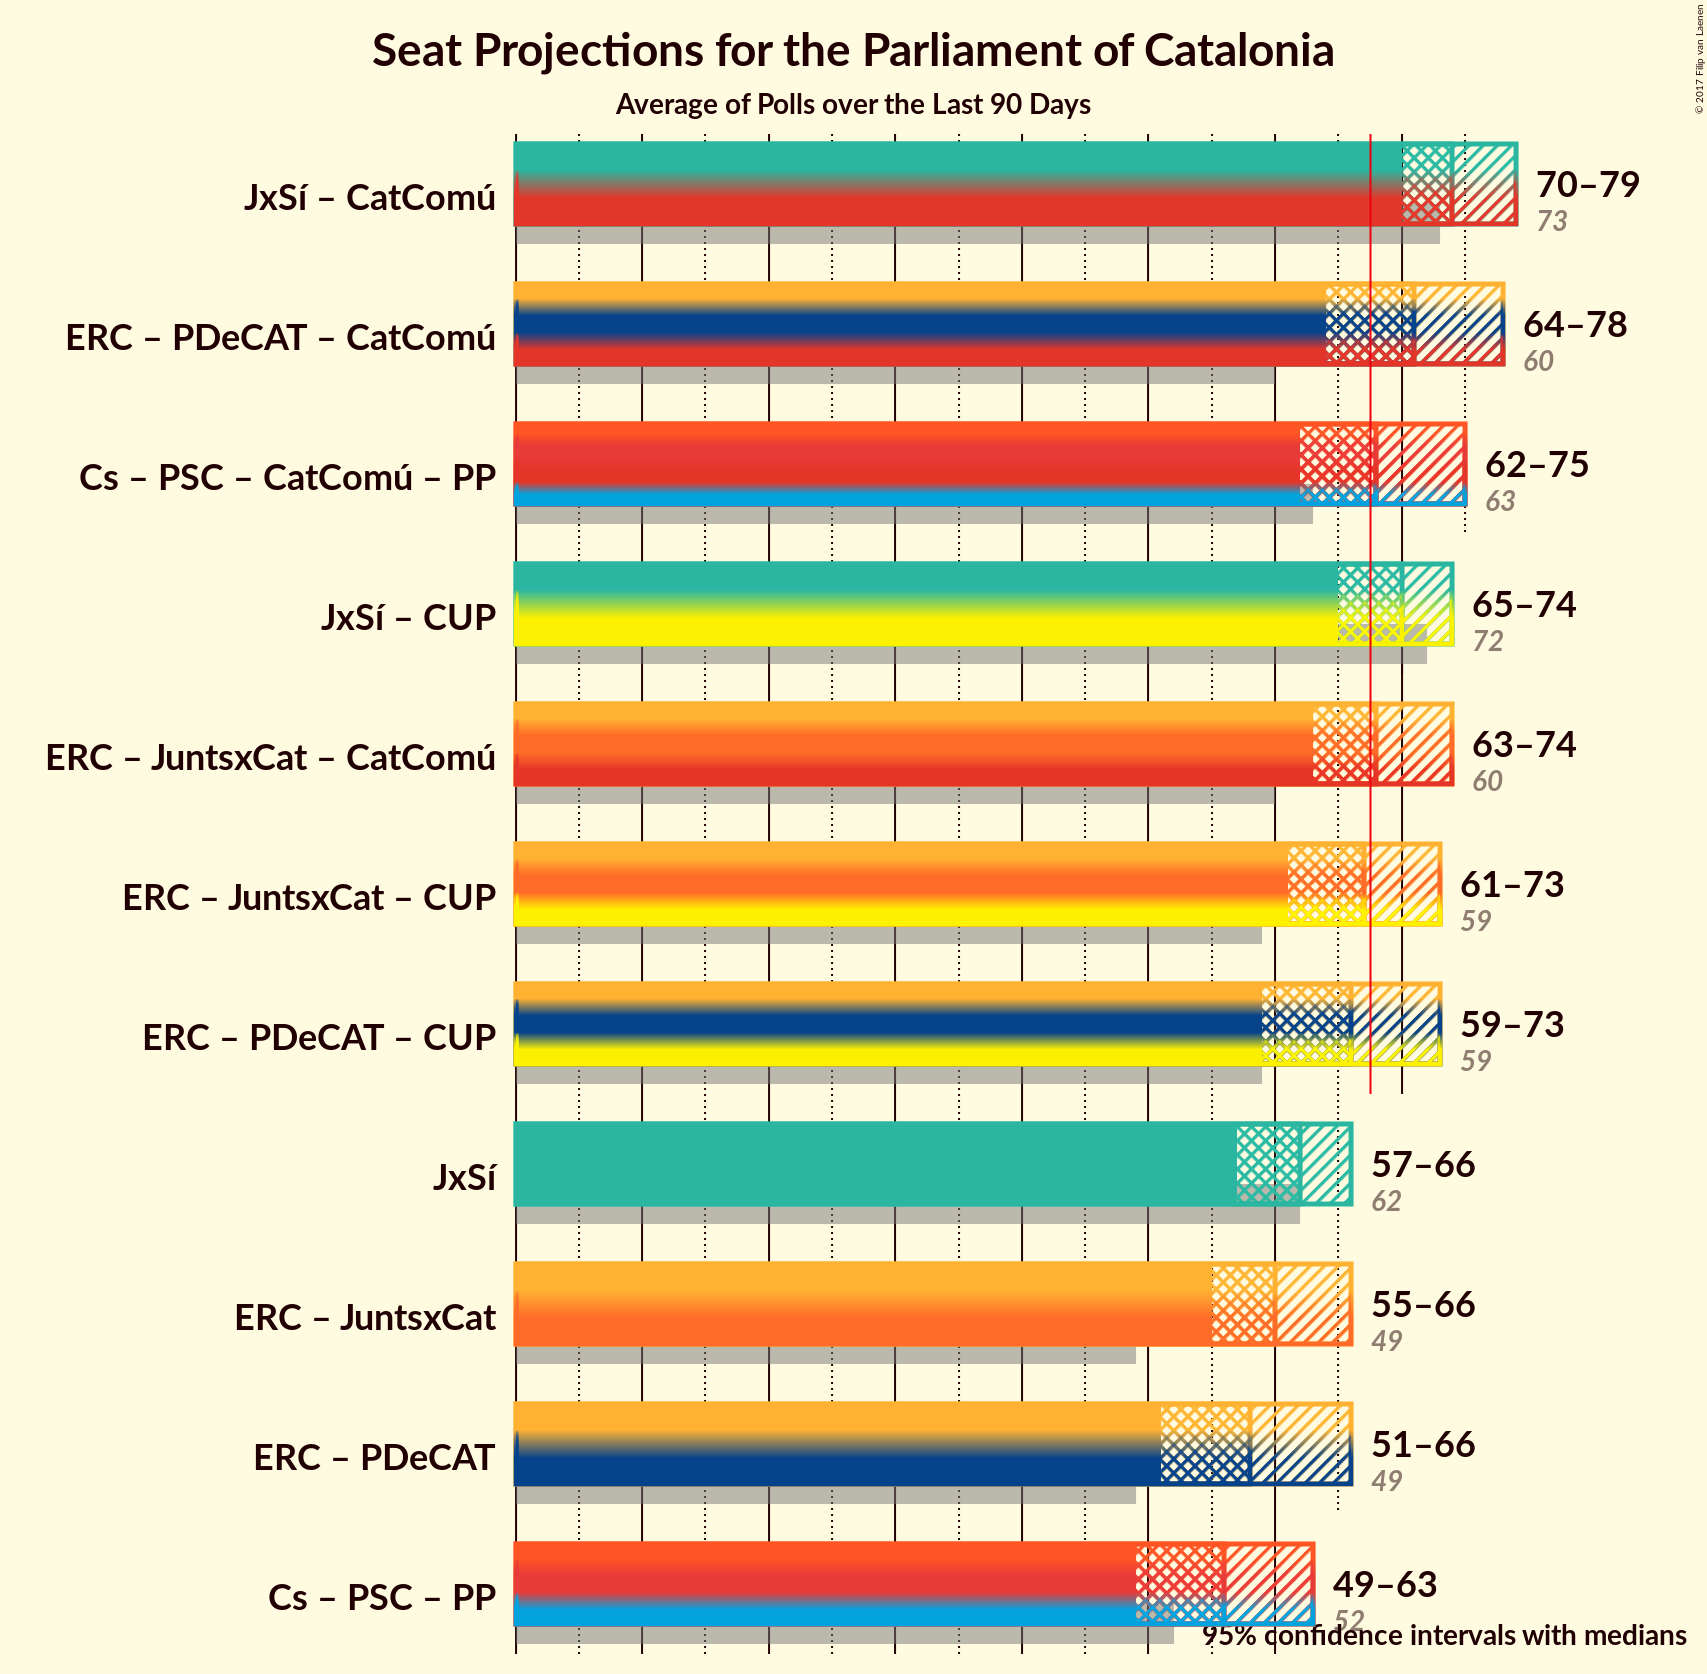 Seat Projections for the Parliament of Catalonia
Average of Polls over the Last 90 Days
© 2017 Filip van Laenen
JxSí – CatComú
70–79
73
ERC – PDeCAT – CatComú
64–78
60
Cs – PSC – CatComú – PP
62–75
63
JxSí – CUP
65–74
72
ERC – JuntsxCat – CatComú
63–74
60
ERC – JuntsxCat – CUP
61–73
59
ERC – PDeCAT – CUP
59–73
59
JxSí
57–66
62
ERC – JuntsxCat
55–66
49
ERC – PDeCAT
51–66
49
Cs – PSC – PP
49–63
52
95% confidence intervals with medians